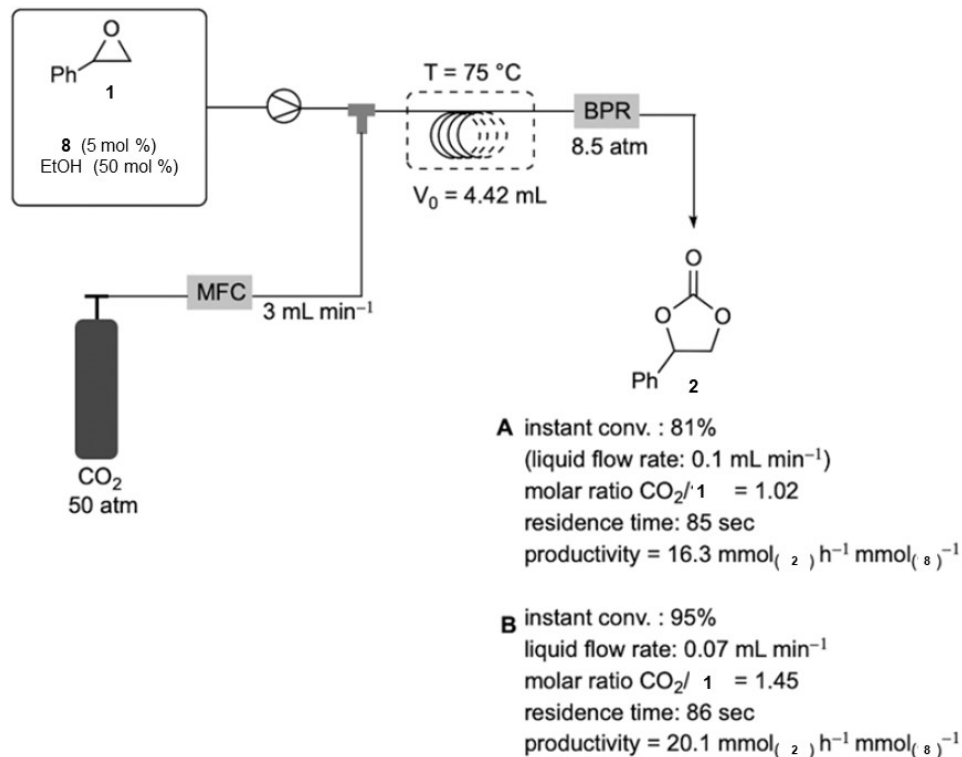 O
Ph
1
8 (5 mol %)
EtOH (50 mol %)
T = 75 °C
V₀ = 4.42 mL
BPR
8.5 atm
MFC
3 mL min⁻¹
CO₂
50 atm
O
O
O
Ph
2
A instant conv. : 81%
(liquid flow rate: 0.1 mL min⁻¹)
molar ratio CO₂/ 1 = 1.02
residence time: 85 sec
productivity = 16.3 mmol₍ ₂ ₎ h⁻¹ mmol₍ ₈ ₎⁻¹
B instant conv. : 95%
liquid flow rate: 0.07 mL min⁻¹
molar ratio CO₂/ 1 = 1.45
residence time: 86 sec
productivity = 20.1 mmol₍ ₂ ₎ h⁻¹ mmol₍ ₈ ₎⁻¹